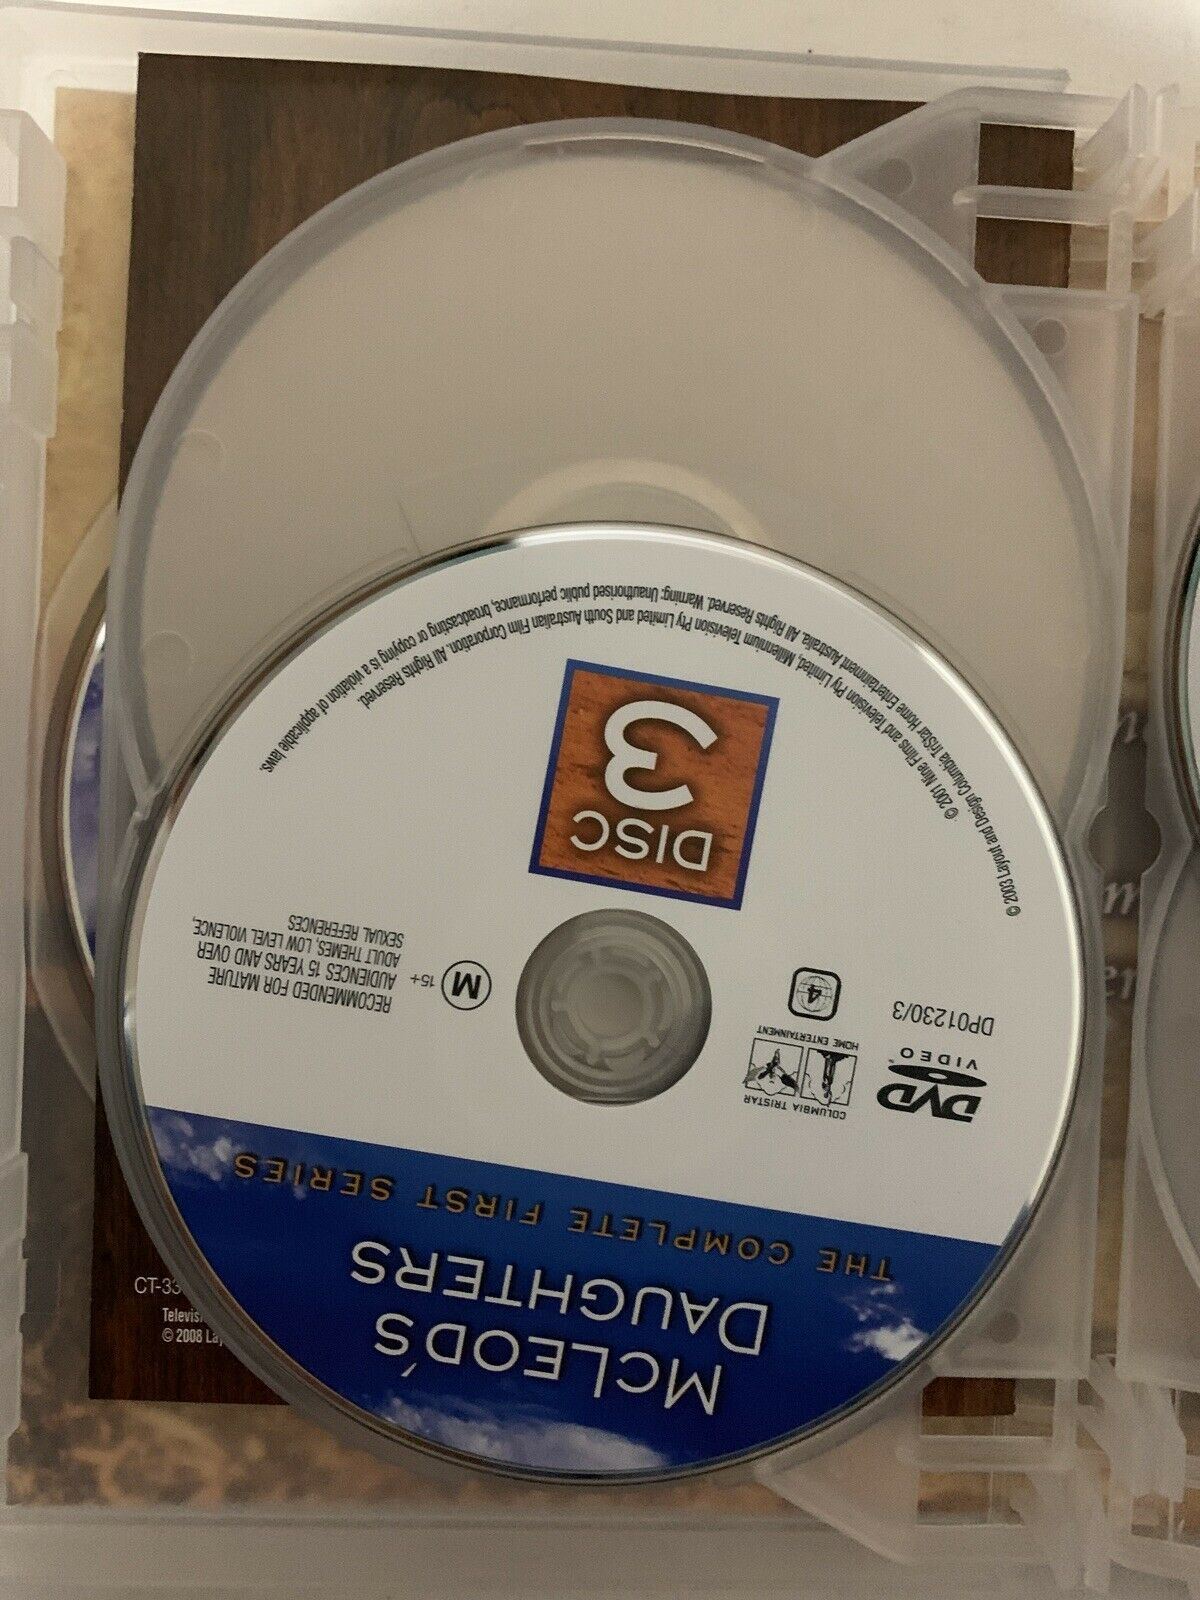 McLEOD'S
DAUGHTERS
THE COMPLETE FIRST SERIES
DVD
VIDEO
™
COLUMBIA TRISTAR
HOME ENTERTAINMENT
DP01230/3
4
M
15+
RECOMMENDED FOR MATURE
AUDIENCES 15 YEARS AND OVER
ADULT THEMES, LOW LEVEL VIOLENCE,
SEXUAL REFERENCES
DISC
3
© 2001 Nine Films and Television Pty Limited, Millennium Television Pty Limited and South Australian Film Corporation. All Rights Reserved.
© 2003 Layout and Design Columbia TriStar Home Entertainment Australia. All Rights Reserved. Warning: Unauthorised public performance, broadcasting or copying is a violation of applicable laws.
CT-33
Televis
© 2008 La